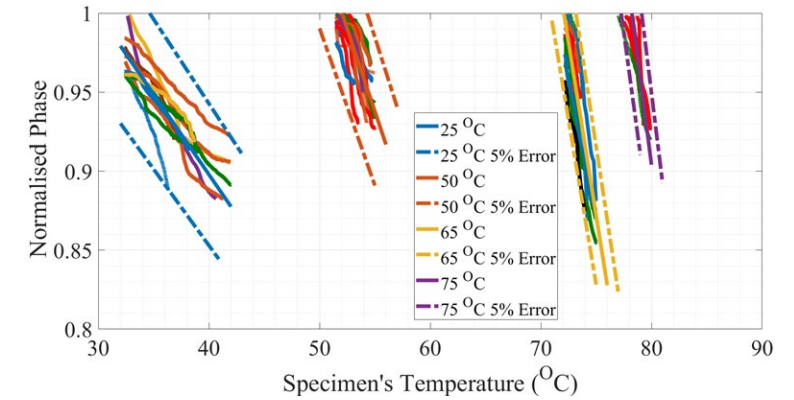 1
0.95
0.9
0.85
0.8
Normalised Phase
25 OC
25 OC 5% Error
50 OC
50 OC 5% Error
65 OC
65 OC 5% Error
75 OC
75 OC 5% Error
30 40 50 60 70 80 90
Specimen's Temperature (OC)